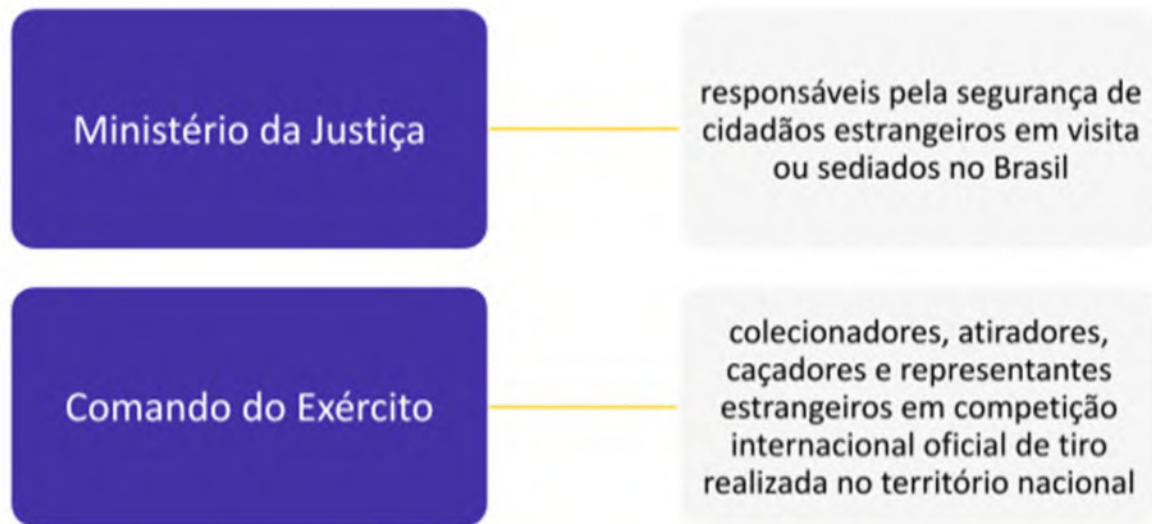 Ministério da Justiça
responsáveis pela segurança de
cidadãos estrangeiros em visita
ou sediados no Brasil
Comando do Exército
colecionadores, atiradores,
caçadores e representantes
estrangeiros em competição
internacional oficial de tiro
realizada no território nacional